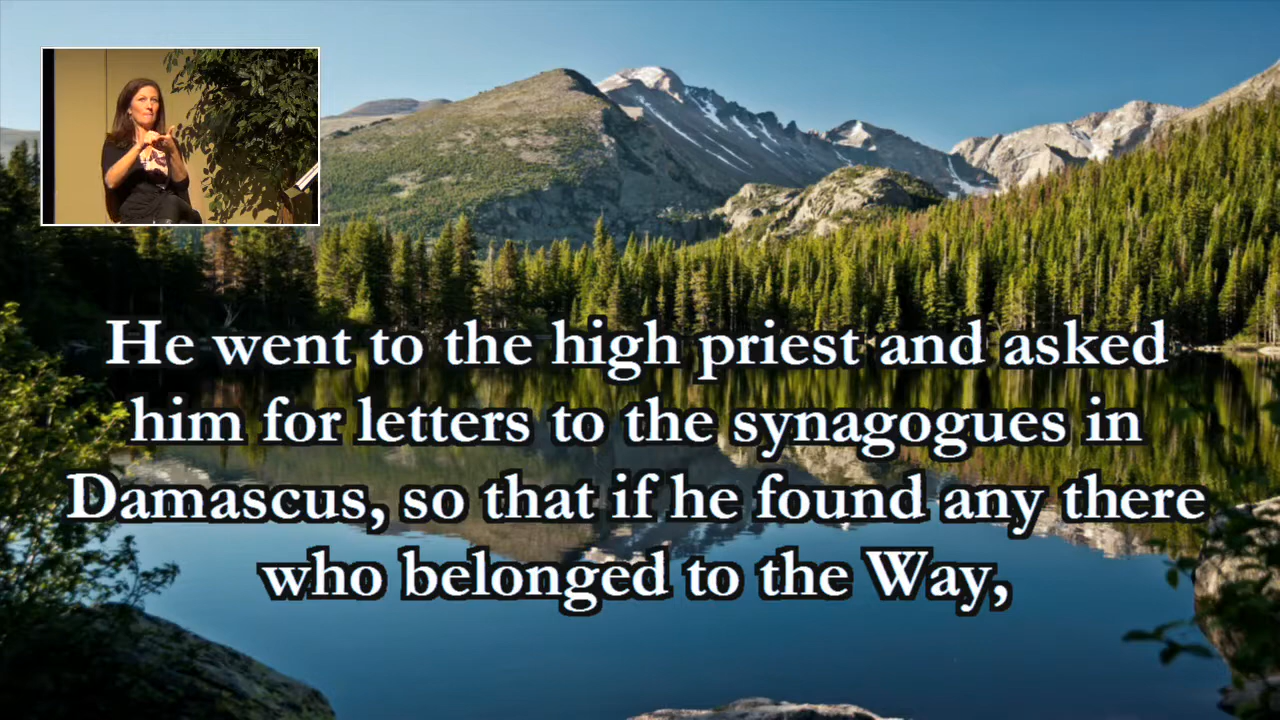 He went to the high priest and asked
him for letters to the synagogues in
Damascus, so that if he found any there
who belonged to the Way,